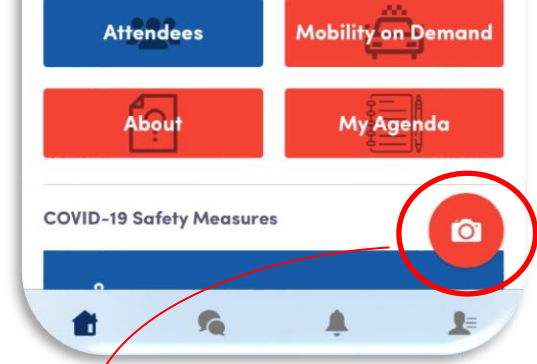 Attendees
Mobility on Demand
About
My Agenda
COVID-19 Safety Measures